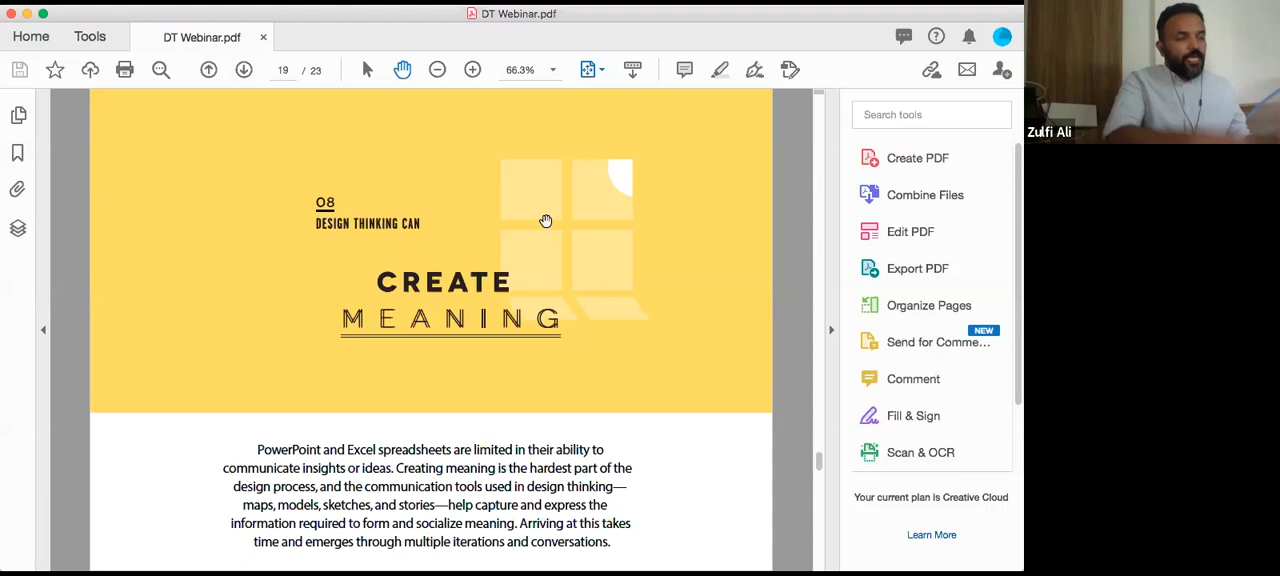 DT Webinar.pdf
Home
Tools
DT Webinar.pdf
19 / 23
66.3%
Search tools
Create PDF
Combine Files
Edit PDF
Export PDF
Organize Pages
NEW
Send for Comme...
Comment
Fill & Sign
Scan & OCR
Your current plan is Creative Cloud
Learn More
08
DESIGN THINKING CAN
CREATE
MEANING
PowerPoint and Excel spreadsheets are limited in their ability to
communicate insights or ideas. Creating meaning is the hardest part of the
design process, and the communication tools used in design thinking—
maps, models, sketches, and stories—help capture and express the
information required to form and socialize meaning. Arriving at this takes
time and emerges through multiple iterations and conversations.
Zulfi Ali